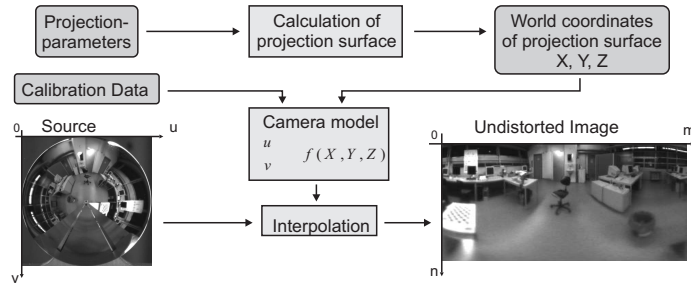 Projection-
parameters
Calculation of
projection surface
World coordinates
of projection surface
X, Y, Z
Calibration Data
Camera model
u
v
f ( X , Y , Z )
Source
0
u
v
Interpolation
Undistorted Image
0
m
n